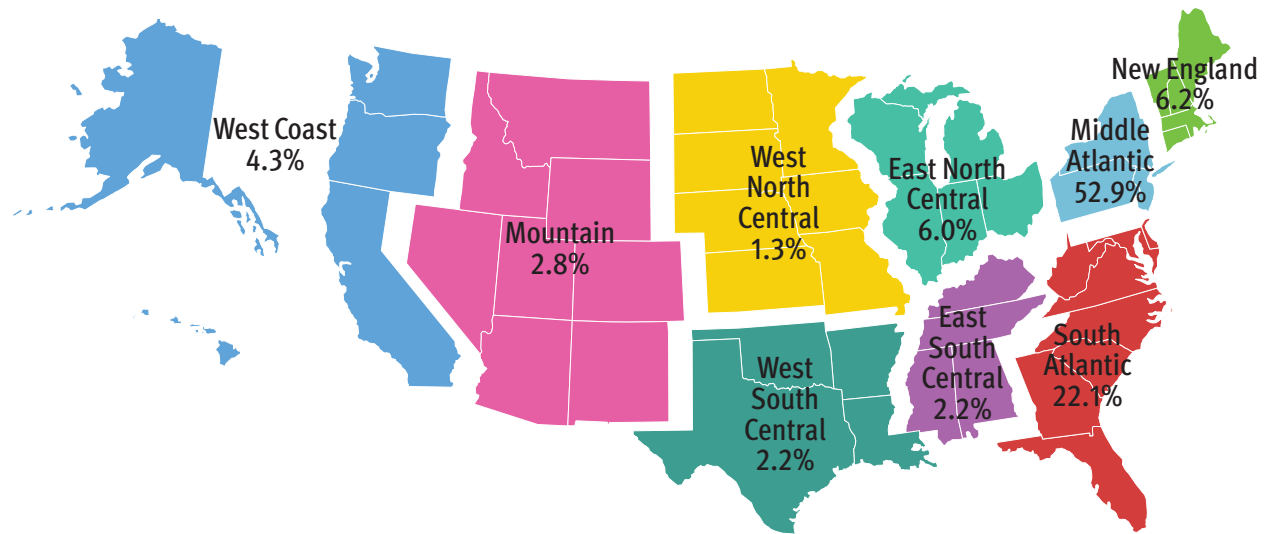 West Coast
4.3%
Mountain
2.8%
West
North
Central
1.3%
West
South
Central
2.2%
East North
Central
6.0%
East
South
Central
2.2%
South
Atlantic
22.1%
Middle
Atlantic
52.9%
New England
6.2%